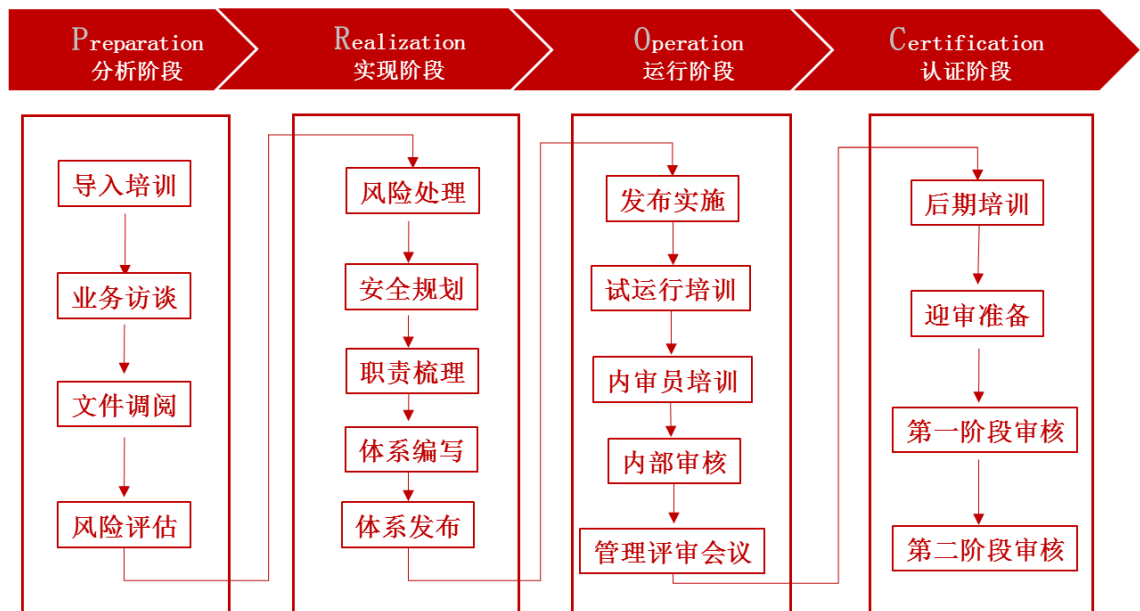 Preparation
分析阶段
Realization
实现阶段
Operation
运行阶段
Certification
认证阶段
导入培训
业务访谈
文件调阅
风险评估
风险处理
安全规划
职责梳理
体系编写
体系发布
发布实施
试运行培训
内审员培训
内部审核
管理评审会议
后期培训
迎审准备
第一阶段审核
第二阶段审核